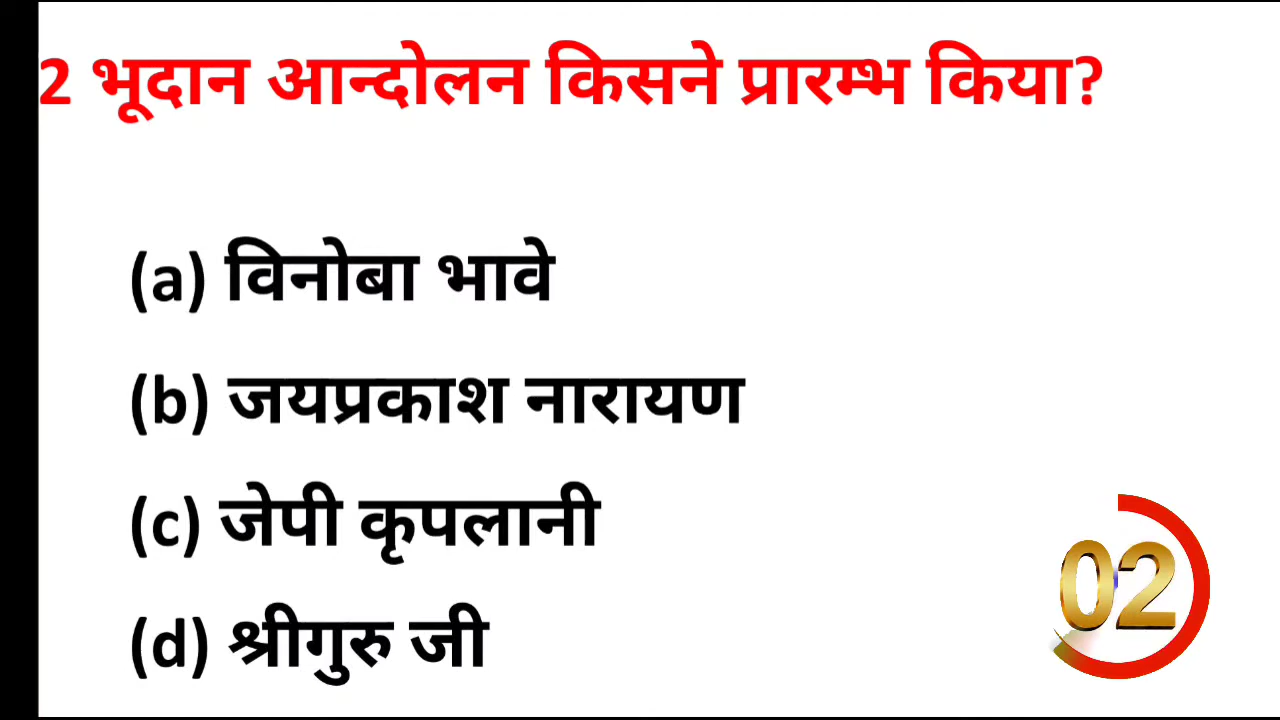 2 भूदान आन्दोलन किसने प्रारम्भ किया?
(a) विनोबा भावे
(b) जयप्रकाश नारायण
(c) जेपी कृपलानी
(d) श्रीगुरु जी
02